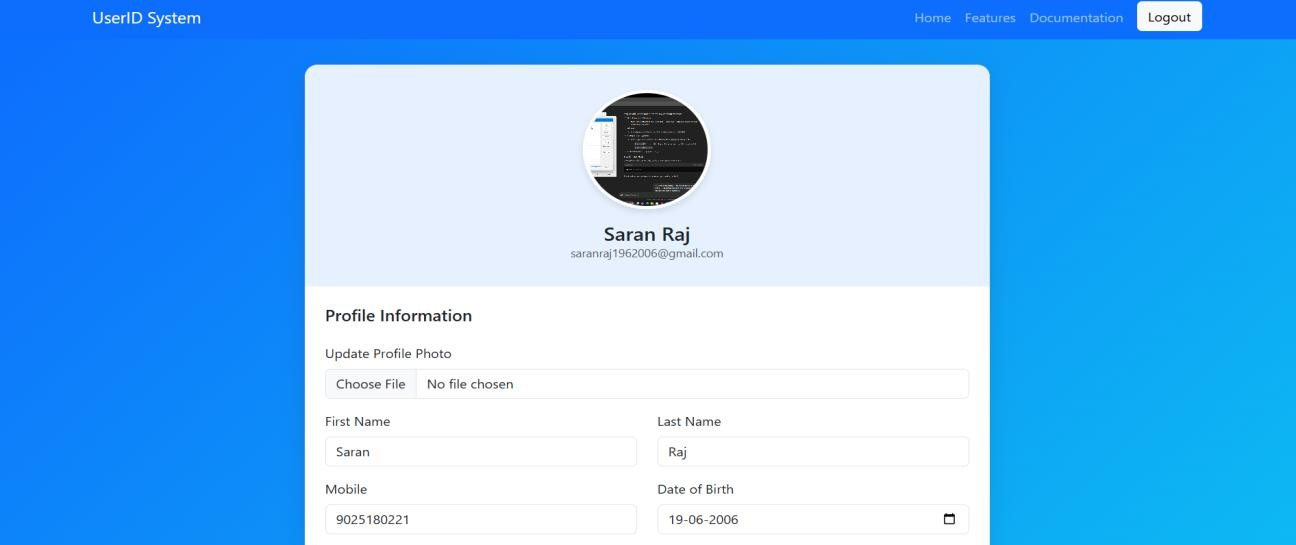 UserID System Home Features Documentation Logout
Saran Raj
saranraj1962006@gmail.com
Profile Information
Update Profile Photo
Choose File No file chosen
First Name Last Name
Saran Raj
Mobile Date of Birth
9025180221 19-06-2006